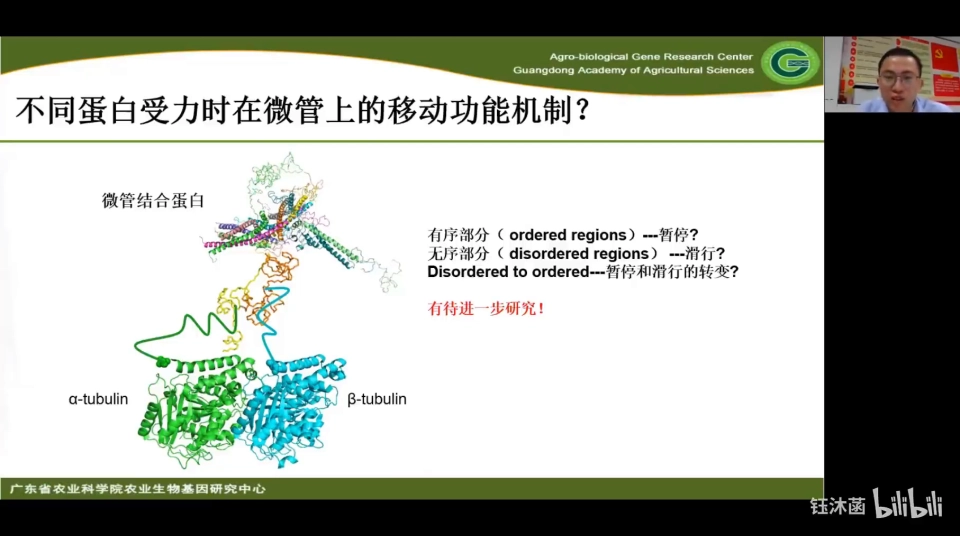 Agro-biological Gene Research Center
Guangdong Academy of Agricultural Sciences
不同蛋白受力时在微管上的移动功能机制？
微管结合蛋白
有序部分（ ordered regions）---暂停?
无序部分（ disordered regions） ---滑行?
Disordered to ordered---暂停和滑行的转变?
有待进一步研究！
α-tubulin
β-tubulin
广东省农业科学院农业生物基因研究中心
钰沐菡 bilibili